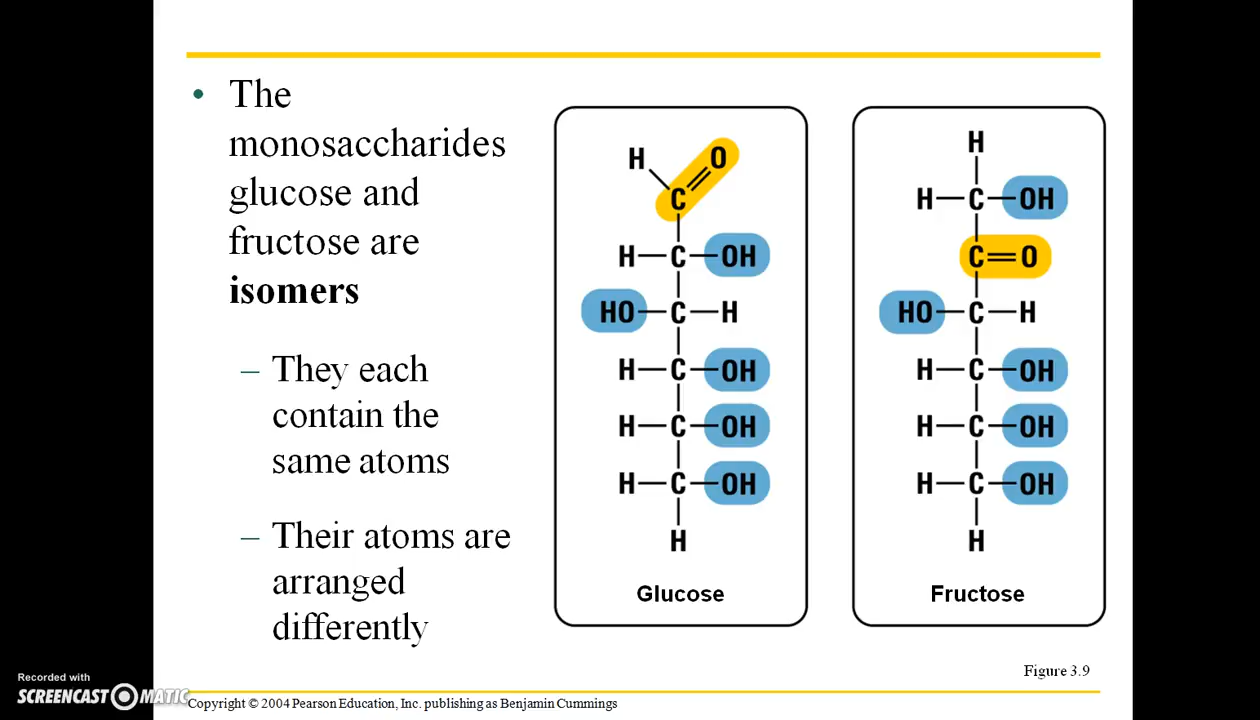 • The
monosaccharides
glucose and
fructose are
isomers
– They each
contain the
same atoms
– Their atoms are
arranged
differently
H O
C
H—C—OH
HO—C—H
H—C—OH
H—C—OH
H—C—OH
H
Glucose
H
H—C—OH
C=O
HO—C—H
H—C—OH
H—C—OH
H—C—OH
H
Fructose
Figure 3.9
Recorded with
SCREENCAST MATIC
Copyright © 2004 Pearson Education, Inc. publishing as Benjamin Cummings